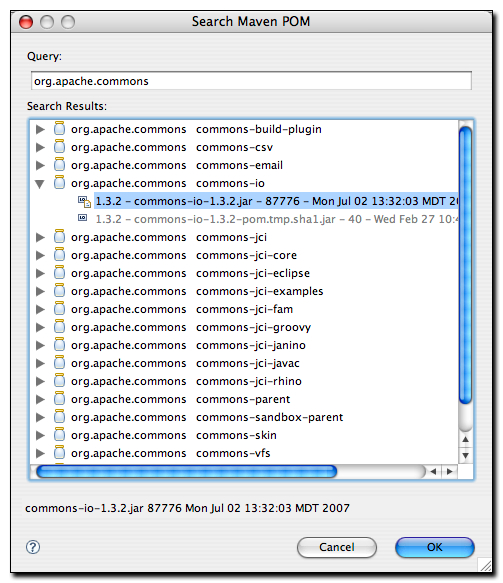 Search Maven POM
Query:
org.apache.commons
Search Results:
org.apache.commons commons-build-plugin
org.apache.commons commons-csv
org.apache.commons commons-email
org.apache.commons commons-io
1.3.2 – commons-io-1.3.2.jar – 87776 – Mon Jul 02 13:32:03 MDT 20
1.3.2 – commons-io-1.3.2-pom.tmp.sha1.jar – 40 – Wed Feb 27 10:4
org.apache.commons commons-jci
org.apache.commons commons-jci-core
org.apache.commons commons-jci-eclipse
org.apache.commons commons-jci-examples
org.apache.commons commons-jci-fam
org.apache.commons commons-jci-groovy
org.apache.commons commons-jci-janino
org.apache.commons commons-jci-javac
org.apache.commons commons-jci-rhino
org.apache.commons commons-parent
org.apache.commons commons-sandbox-parent
org.apache.commons commons-skin
org.apache.commons commons-vfs
commons-io-1.3.2.jar 87776 Mon Jul 02 13:32:03 MDT 2007
? Cancel OK